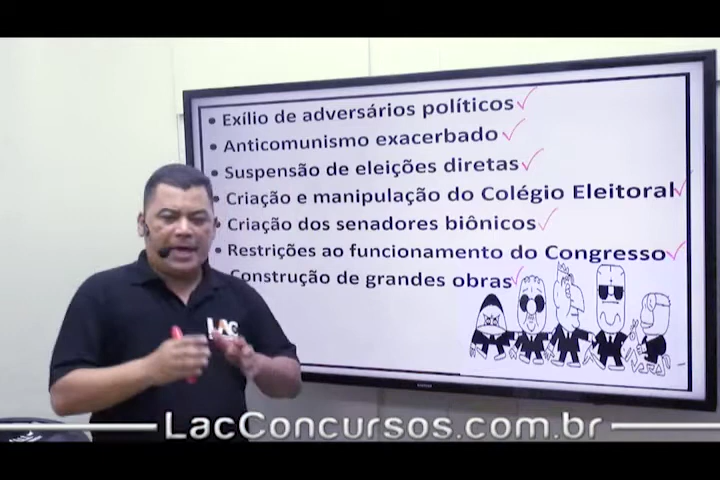 • Exílio de adversários políticos
• Anticomunismo exacerbado
• Suspensão de eleições diretas
• Criação e manipulação do Colégio Eleitoral
• Criação dos senadores biônicos
• Restrições ao funcionamento do Congresso
Construção de grandes obras
LAC
LacConcursos.com.br